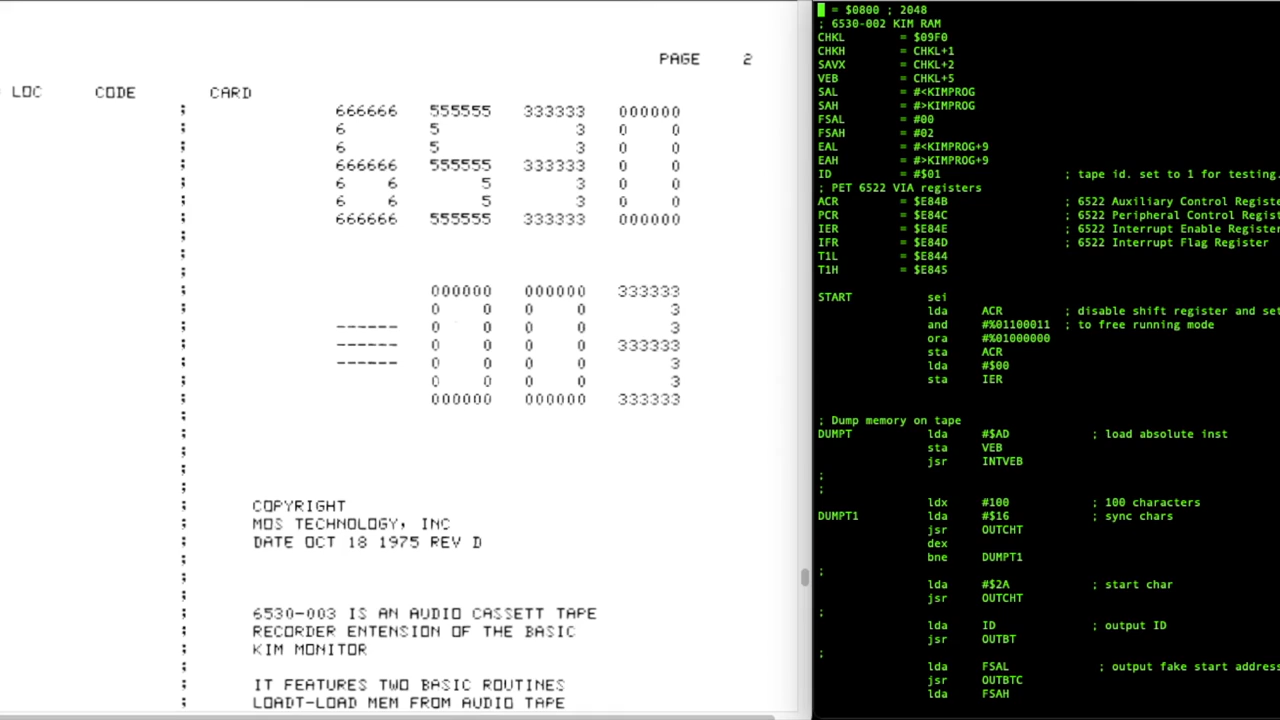 PAGE 2
LOC CODE CARD
; 666666 555555 333333 000000
; 6 5 3 0 0
; 6 5 3 0 0
; 666666 555555 333333 0 0
; 6 6 5 3 0 0
; 6 6 5 3 0 0
; 666666 555555 333333 000000
;
;
;
; 000000 000000 333333
; 0 0 0 0 3
; ------ 0 0 0 0 3
; ------ 0 0 0 0 333333
; ------ 0 0 0 0 3
; 0 0 0 0 3
; 000000 000000 333333
;
;
;
;
;
; COPYRIGHT
; MOS TECHNOLOGY, INC
; DATE OCT 18 1975 REV D
;
;
;
; 6530-003 IS AN AUDIO CASSETT TAPE
; RECORDER ENTENSION OF THE BASIC
; KIM MONITOR
;
; IT FEATURES TWO BASIC ROUTINES
; LOADT-LOAD MEM FROM AUDIO TAPE
= $0800 ; 2048
; 6530-002 KIM RAM
CHKL = $09F0
CHKH = CHKL+1
SAVX = CHKL+2
VEB = CHKL+5
SAL = #<KIMPROG
SAH = #>KIMPROG
FSAL = #00
FSAH = #02
EAL = #<KIMPROG+9
EAH = #>KIMPROG+9
ID = #$01 ; tape id. set to 1 for testing.
; PET 6522 VIA registers
ACR = $E84B ; 6522 Auxiliary Control Registe
PCR = $E84C ; 6522 Peripheral Control Regist
IER = $E84E ; 6522 Interrupt Enable Register
IFR = $E84D ; 6522 Interrupt Flag Register
T1L = $E844
T1H = $E845
START sei
lda ACR ; disable shift register and set
and #%01100011 ; to free running mode
ora #%01000000
sta ACR
lda #$00
sta IER
; Dump memory on tape
DUMPT lda #$AD ; load absolute inst
sta VEB
jsr INTVEB
;
;
ldx #100 ; 100 characters
DUMPT1 lda #$16 ; sync chars
jsr OUTCHT
dex
bne DUMPT1
;
lda #$2A ; start char
jsr OUTCHT
;
lda ID ; output ID
jsr OUTBT
;
lda FSAL ; output fake start address
jsr OUTBTC
lda FSAH